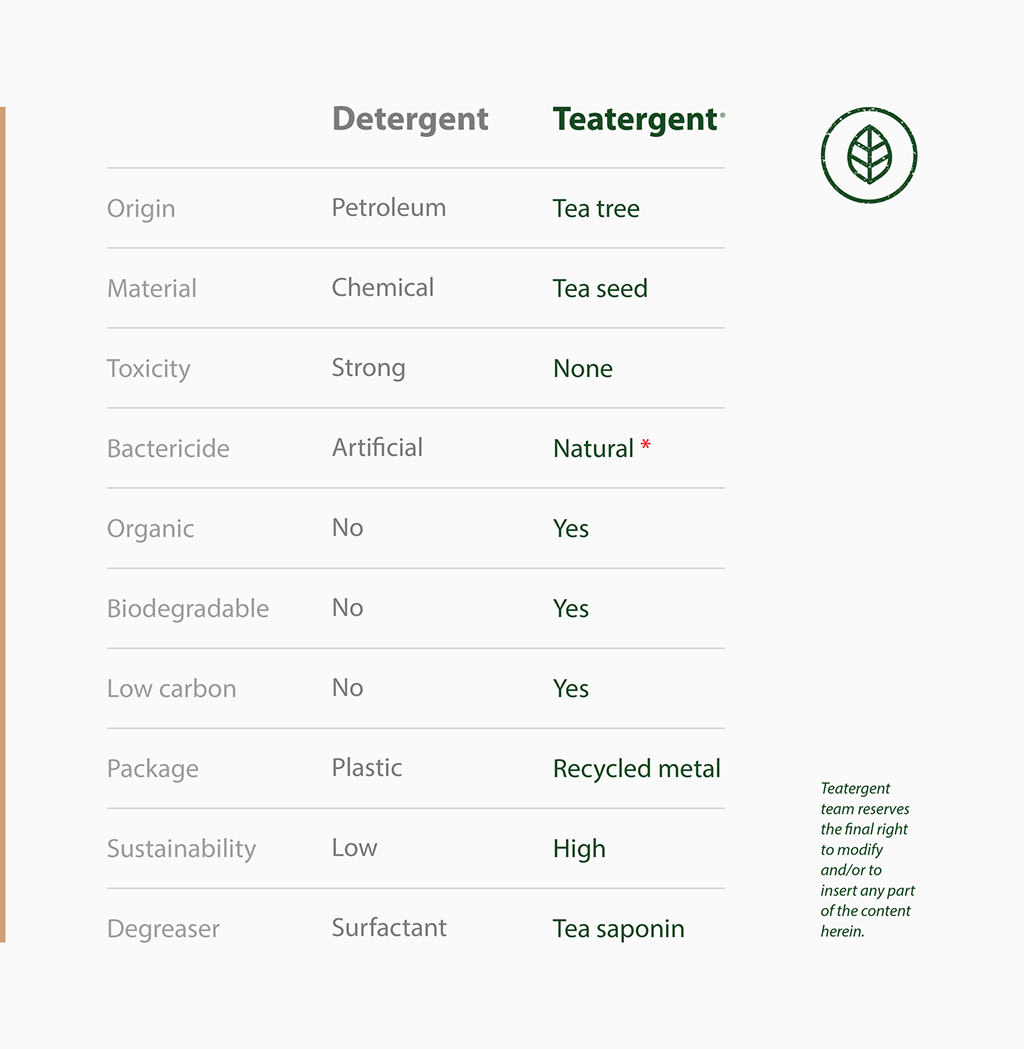 Detergent Teatergent®
Origin Petroleum Tea tree
Material Chemical Tea seed
Toxicity Strong None
Bactericide Artificial Natural *
Organic No Yes
Biodegradable No Yes
Low carbon No Yes
Package Plastic Recycled metal
Sustainability Low High
Degreaser Surfactant Tea saponin
Teatergent
team reserves
the final right
to modify
and/or to
insert any part
of the content
herein.